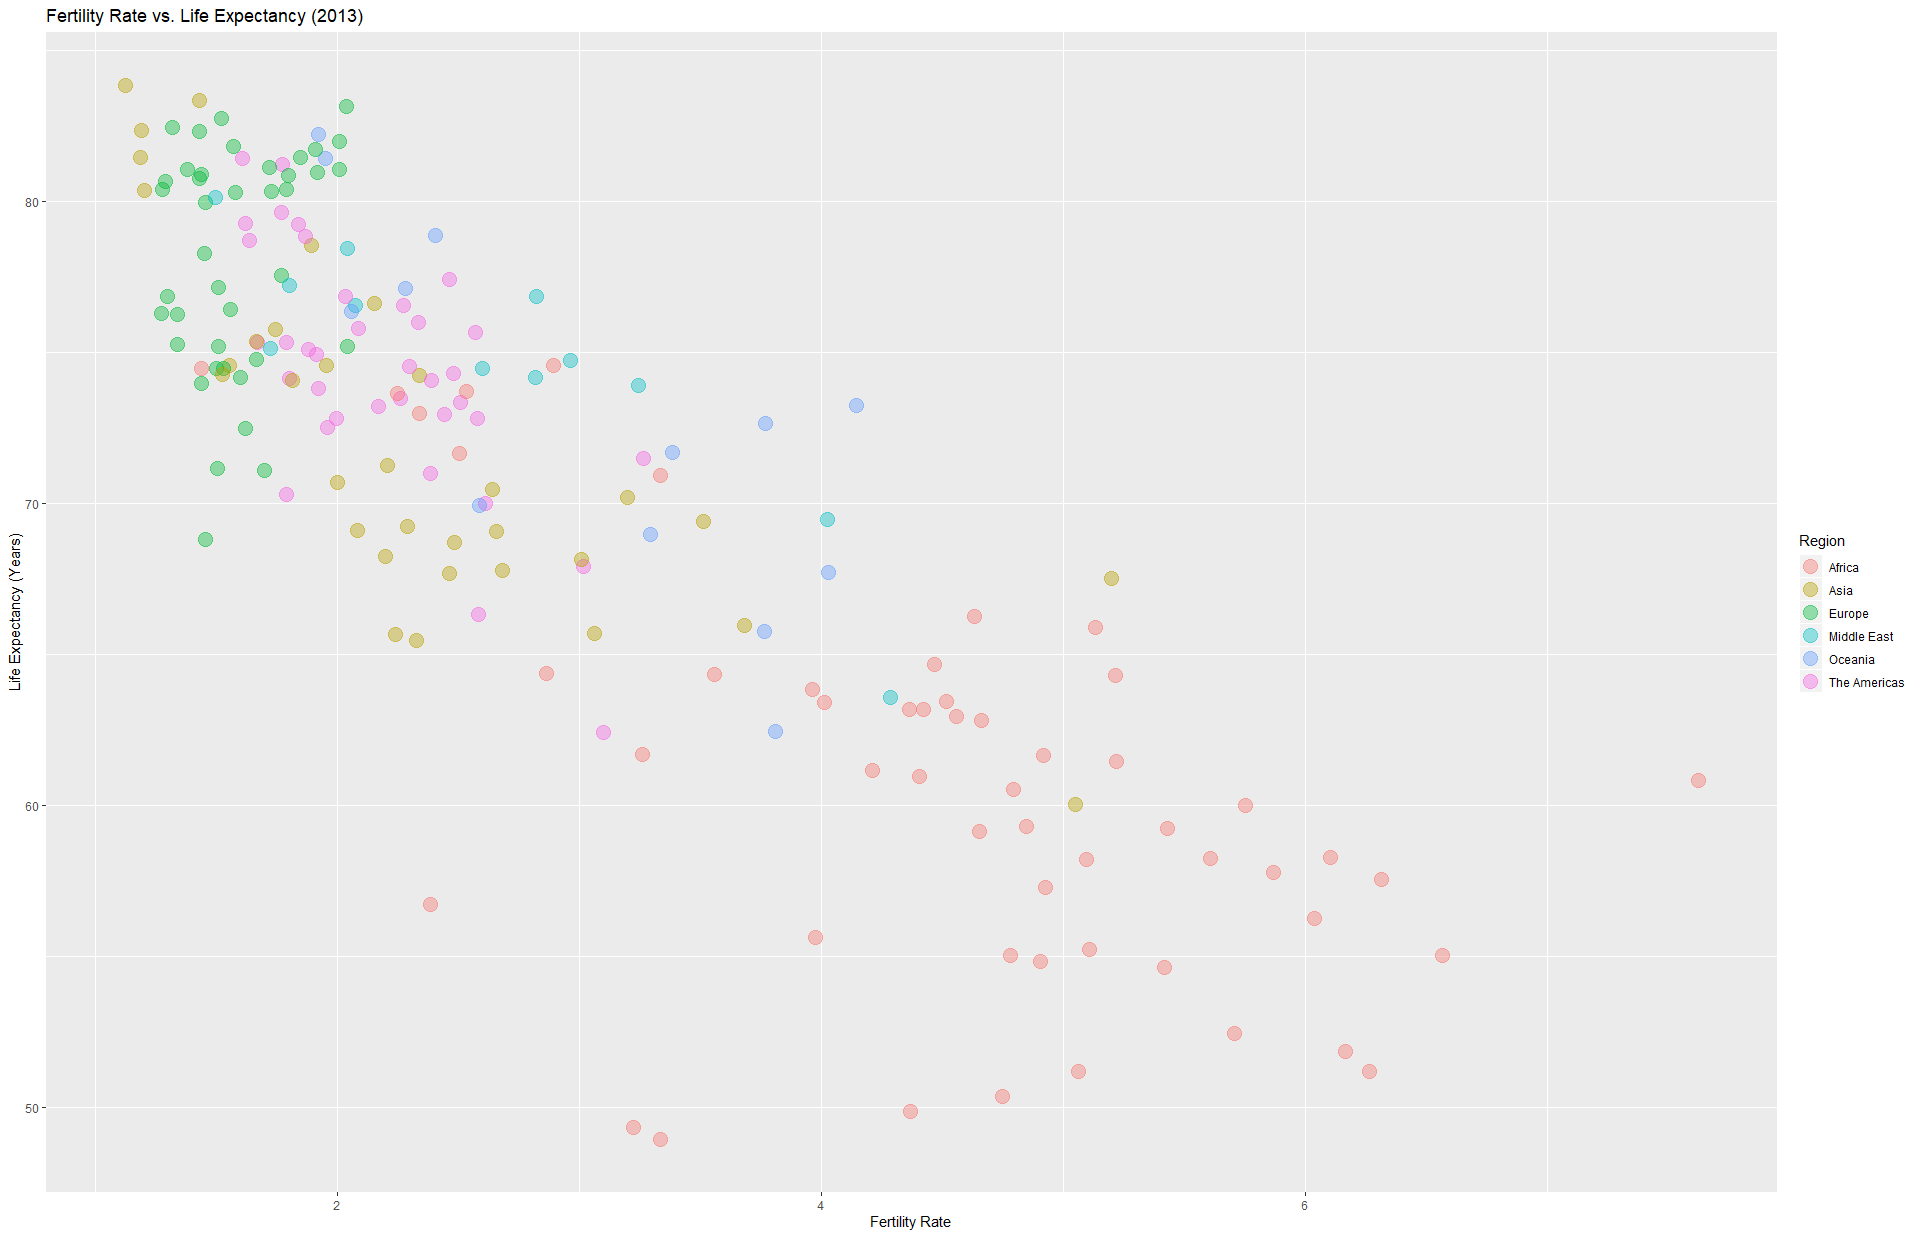 Fertility Rate vs. Life Expectancy (2013)
80
70
60
50
Life Expectancy (Years)
2
4
6
Fertility Rate
Region
Africa
Asia
Europe
Middle East
Oceania
The Americas